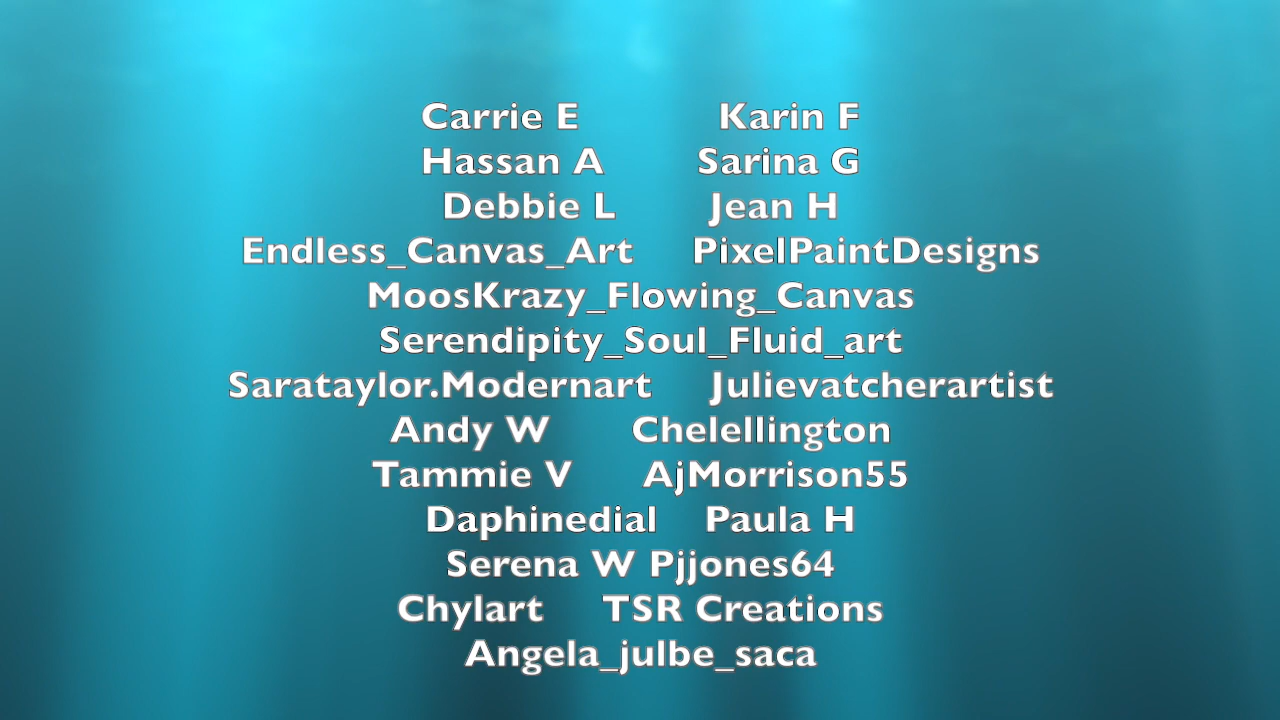 Carrie E Karin F
Hassan A Sarina G
Debbie L Jean H
Endless_Canvas_Art PixelPaintDesigns
MoosKrazy_Flowing_Canvas
Serendipity_Soul_Fluid_art
Sarataylor.Modernart Julievatcherartist
Andy W Chelellington
Tammie V AjMorrison55
Daphinedial Paula H
Serena W Pjjones64
Chylart TSR Creations
Angela_julbe_saca